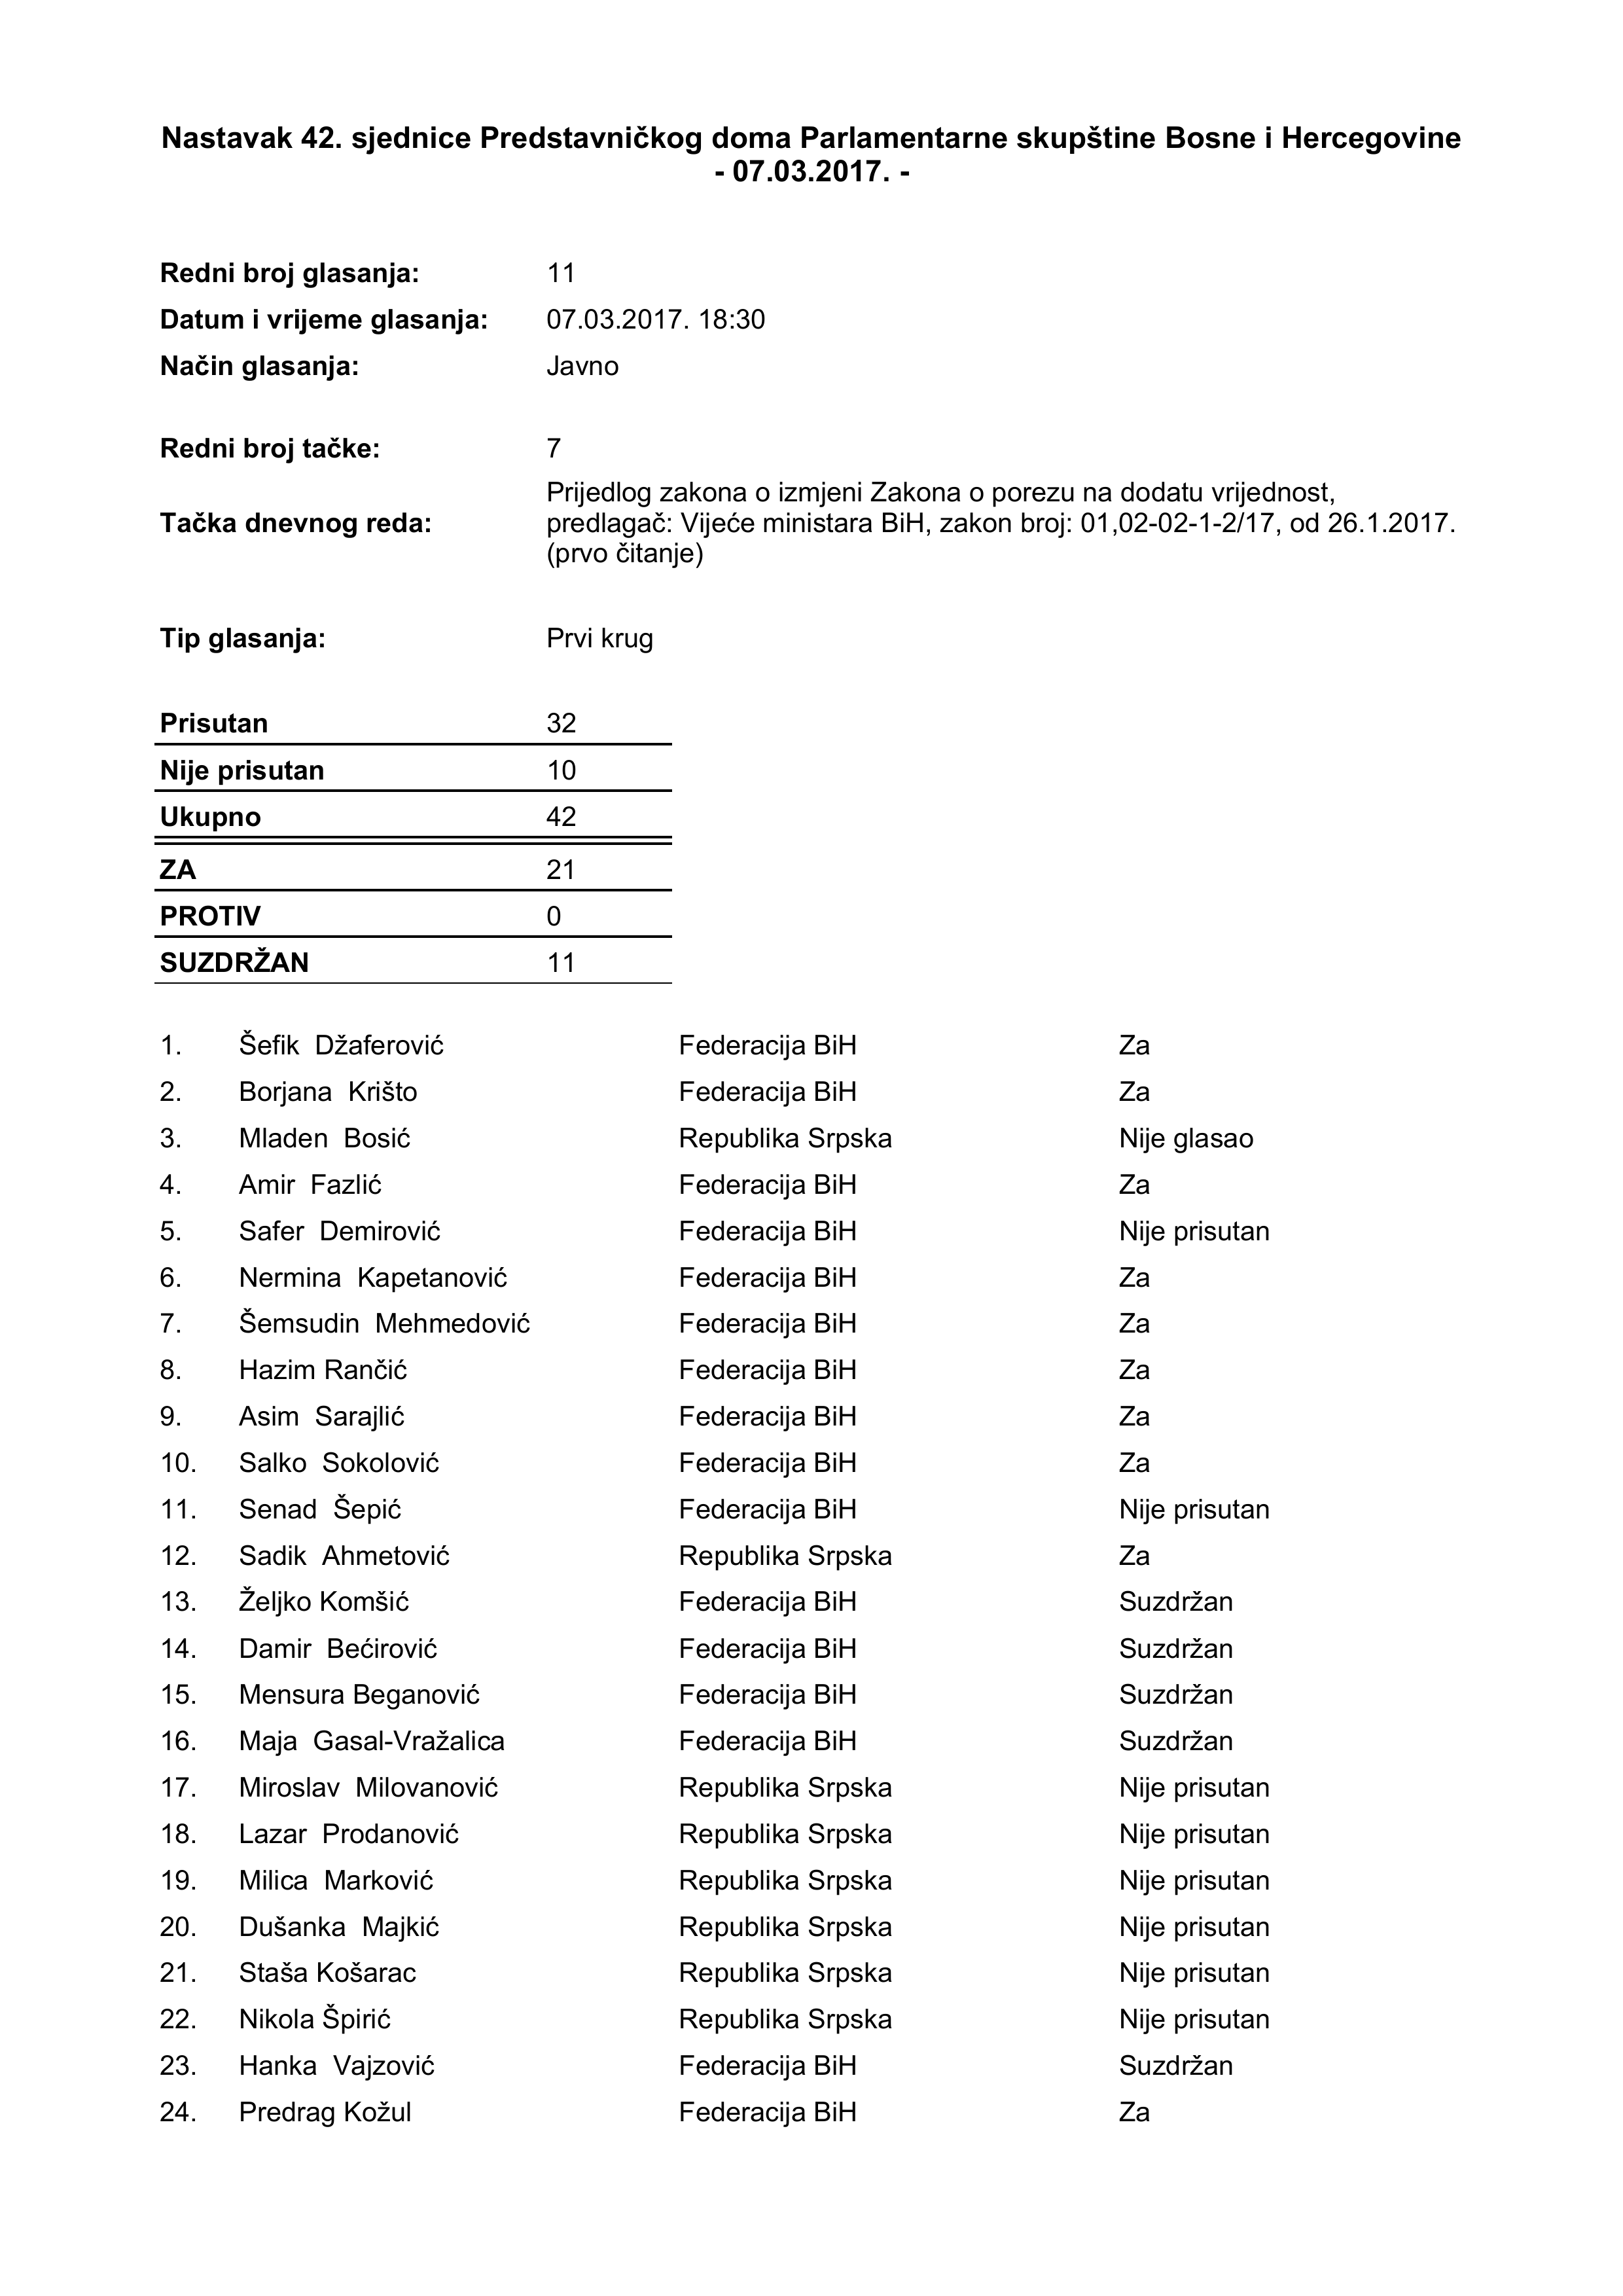 Nastavak 42. sjednice Predstavničkog doma Parlamentarne skupštine Bosne i Hercegovine
- 07.03.2017. -
Redni broj glasanja: 11
Datum i vrijeme glasanja: 07.03.2017. 18:30
Način glasanja: Javno
Redni broj tačke: 7
Tačka dnevnog reda: Prijedlog zakona o izmjeni Zakona o porezu na dodatu vrijednost,
predlagač: Vijeće ministara BiH, zakon broj: 01,02-02-1-2/17, od 26.1.2017.
(prvo čitanje)
Tip glasanja: Prvi krug
Prisutan 32
Nije prisutan 10
Ukupno 42
ZA 21
PROTIV 0
SUZDRŽAN 11
1. Šefik Džaferović Federacija BiH Za
2. Borjana Krišto Federacija BiH Za
3. Mladen Bosić Republika Srpska Nije glasao
4. Amir Fazlić Federacija BiH Za
5. Safer Demirović Federacija BiH Nije prisutan
6. Nermina Kapetanović Federacija BiH Za
7. Šemsudin Mehmedović Federacija BiH Za
8. Hazim Rančić Federacija BiH Za
9. Asim Sarajlić Federacija BiH Za
10. Salko Sokolović Federacija BiH Za
11. Senad Šepić Federacija BiH Nije prisutan
12. Sadik Ahmetović Republika Srpska Za
13. Željko Komšić Federacija BiH Suzdržan
14. Damir Bećirović Federacija BiH Suzdržan
15. Mensura Beganović Federacija BiH Suzdržan
16. Maja Gasal-Vražalica Federacija BiH Suzdržan
17. Miroslav Milovanović Republika Srpska Nije prisutan
18. Lazar Prodanović Republika Srpska Nije prisutan
19. Milica Marković Republika Srpska Nije prisutan
20. Dušanka Majkić Republika Srpska Nije prisutan
21. Staša Košarac Republika Srpska Nije prisutan
22. Nikola Špirić Republika Srpska Nije prisutan
23. Hanka Vajzović Federacija BiH Suzdržan
24. Predrag Kožul Federacija BiH Za